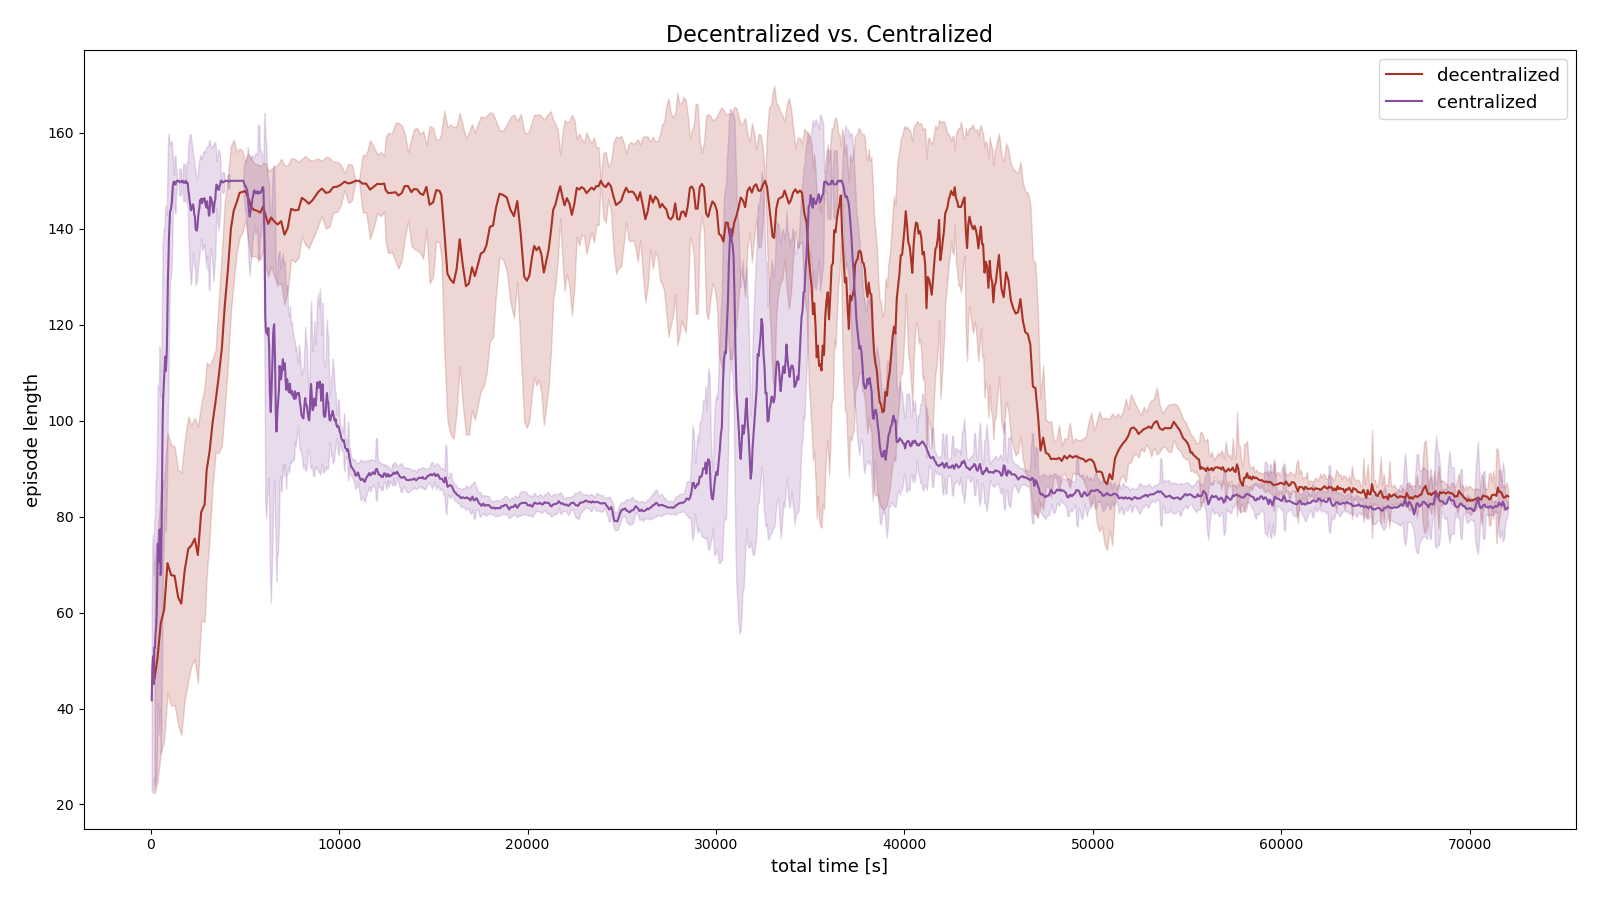 Decentralized vs. Centralized
decentralized
centralized
episode length
160
140
120
100
80
60
40
20
0 10000 20000 30000 40000 50000 60000 70000
total time [s]